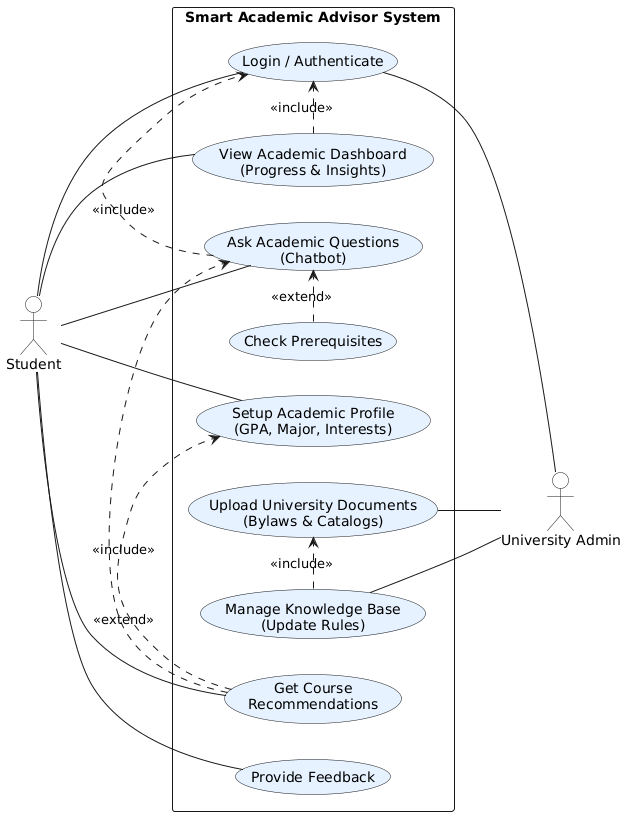 Smart Academic Advisor System
Login / Authenticate
«include»
View Academic Dashboard
(Progress & Insights)
«include»
Ask Academic Questions
(Chatbot)
«extend»
Check Prerequisites
Student
Setup Academic Profile
(GPA, Major, Interests)
Upload University Documents
(Bylaws & Catalogs)
University Admin
«include»
«include»
Manage Knowledge Base
(Update Rules)
«extend»
Get Course
Recommendations
Provide Feedback